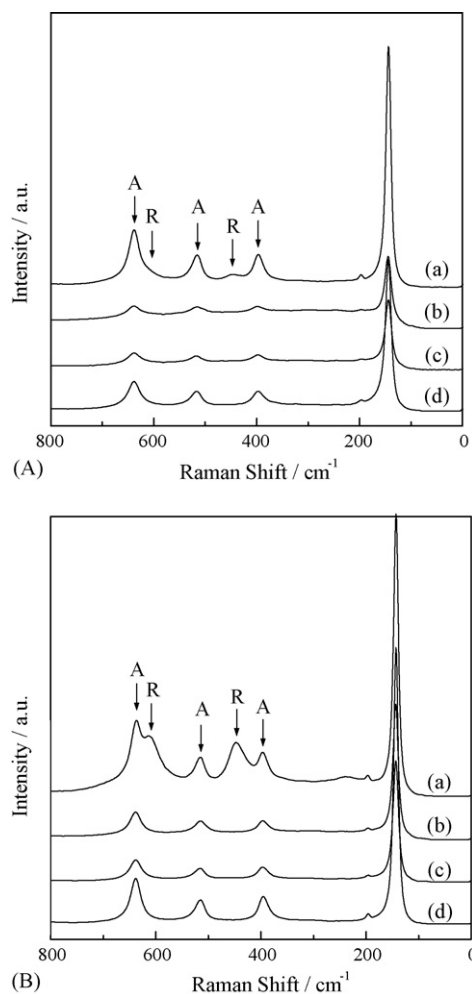 A
R
A
R
A
Intensity / a.u.
(a)
(b)
(c)
(d)
800 600 400 200 0
(A)
Raman Shift / cm-1
A
R
A
R
A
Intensity / a.u.
(a)
(b)
(c)
(d)
800 600 400 200 0
(B)
Raman Shift / cm-1